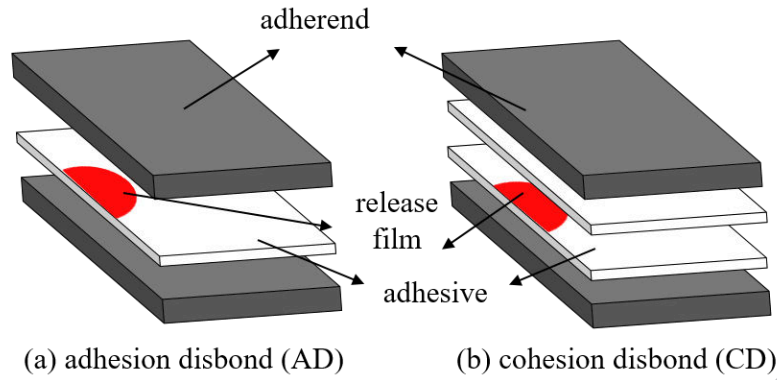 adherend
release
film
adhesive
(a) adhesion disbond (AD)
(b) cohesion disbond (CD)